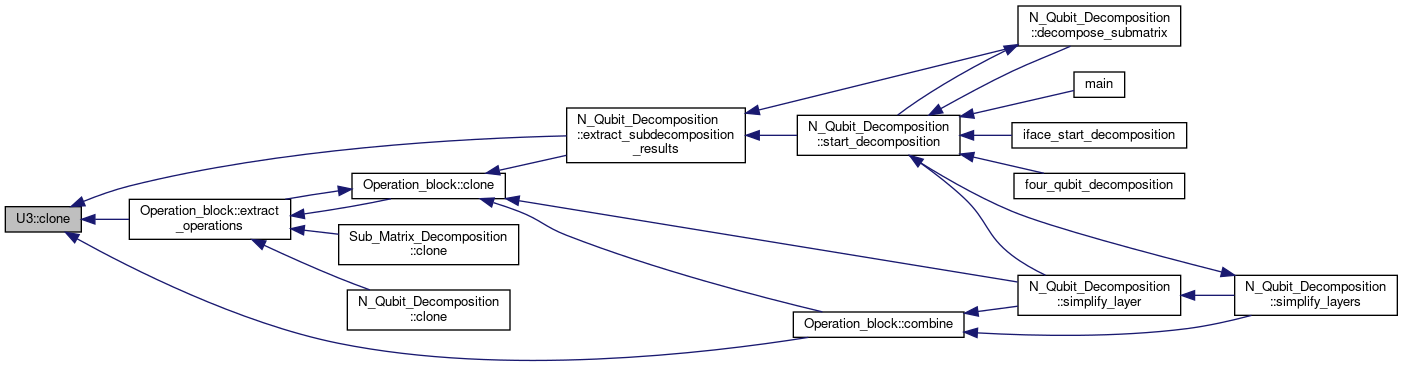 U3::clone
Operation_block::extract
_operations
Operation_block::clone
Sub_Matrix_Decomposition
::clone
N_Qubit_Decomposition
::clone
N_Qubit_Decomposition
::extract_subdecomposition
_results
Operation_block::combine
N_Qubit_Decomposition
::start_decomposition
N_Qubit_Decomposition
::decompose_submatrix
main
iface_start_decomposition
four_qubit_decomposition
N_Qubit_Decomposition
::simplify_layer
N_Qubit_Decomposition
::simplify_layers